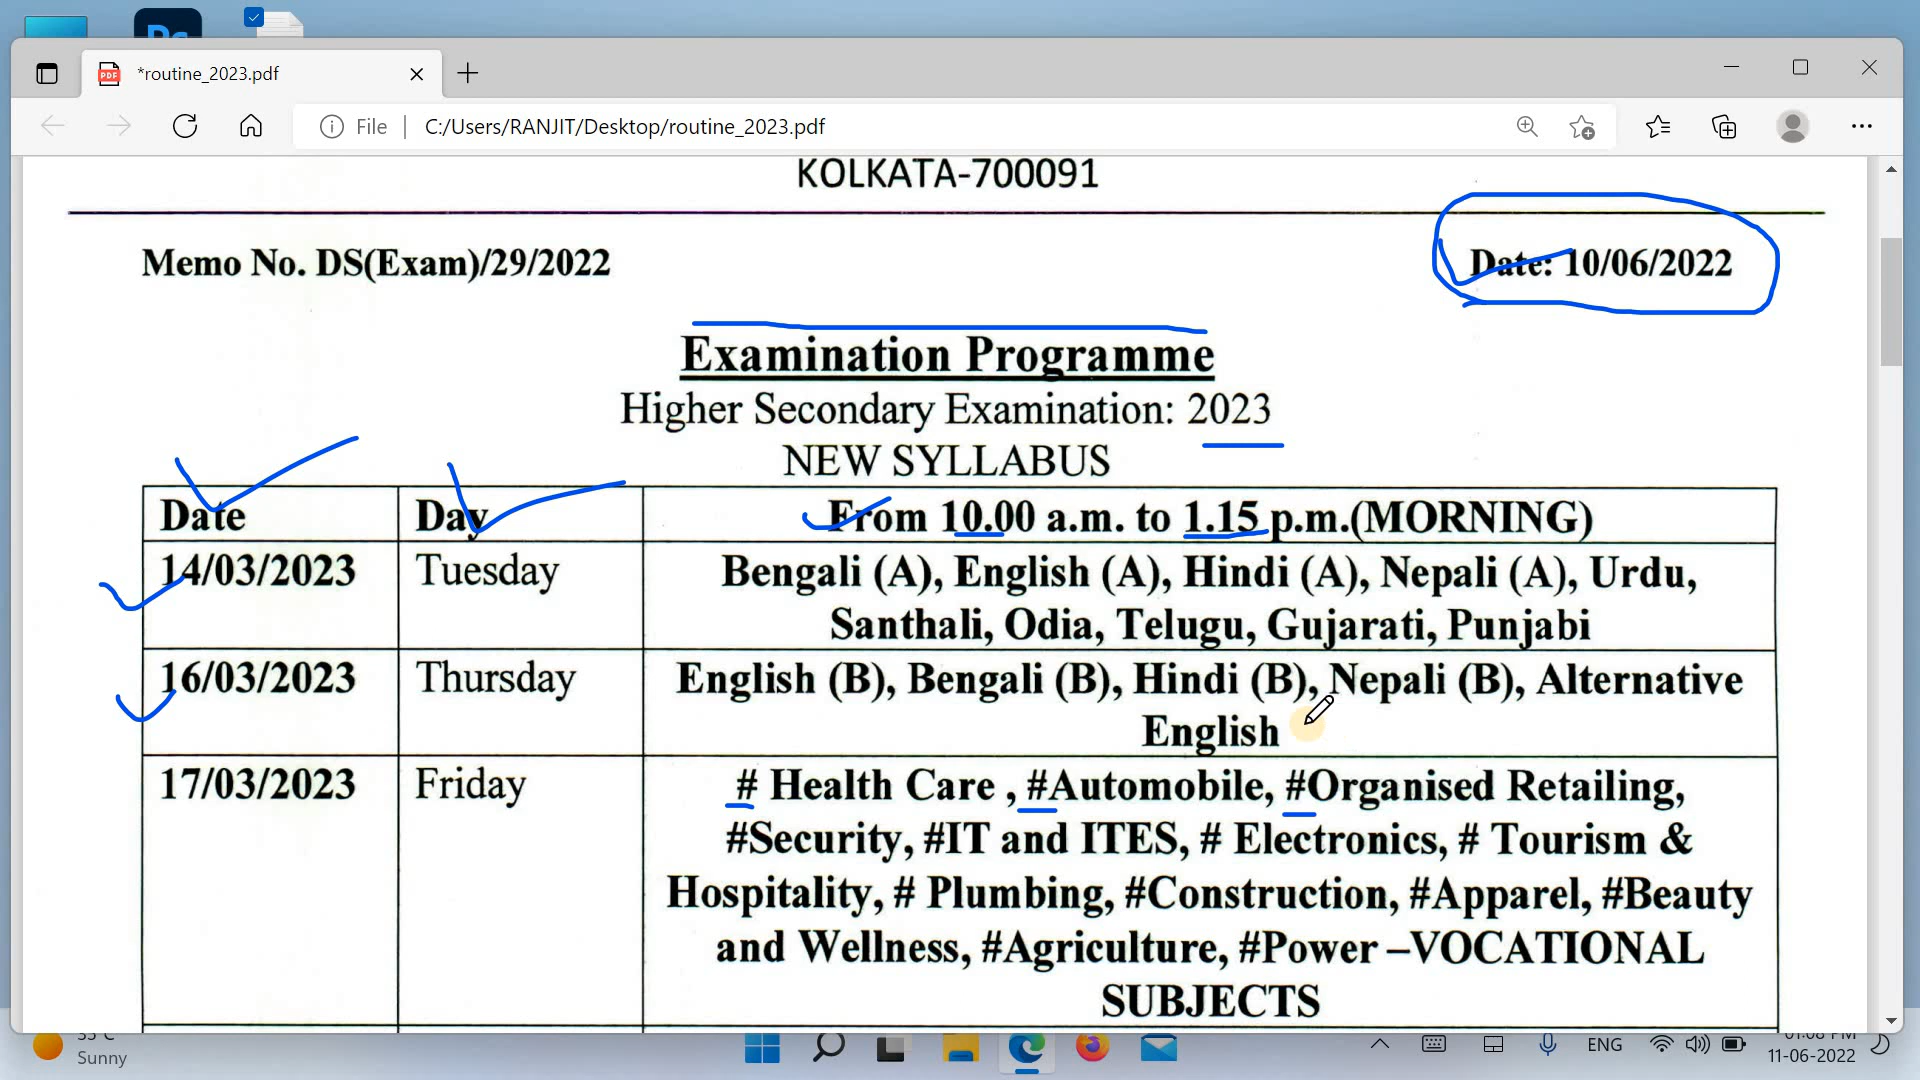 *routine_2023.pdf
File
C:/Users/RANJIT/Desktop/routine_2023.pdf
KOLKATA-700091
Memo No. DS(Exam)/29/2022
Date: 10/06/2022
Examination Programme
Higher Secondary Examination: 2023
NEW SYLLABUS
Date Day From 10.00 a.m. to 1.15 p.m.(MORNING)
14/03/2023 Tuesday Bengali (A), English (A), Hindi (A), Nepali (A), Urdu,
Santhali, Odia, Telugu, Gujarati, Punjabi
16/03/2023 Thursday English (B), Bengali (B), Hindi (B), Nepali (B), Alternative
English
17/03/2023 Friday # Health Care , #Automobile, #Organised Retailing,
#Security, #IT and ITES, # Electronics, # Tourism &
Hospitality, # Plumbing, #Construction, #Apparel, #Beauty
and Wellness, #Agriculture, #Power –VOCATIONAL
SUBJECTS
Sunny
ENG
11-06-2022